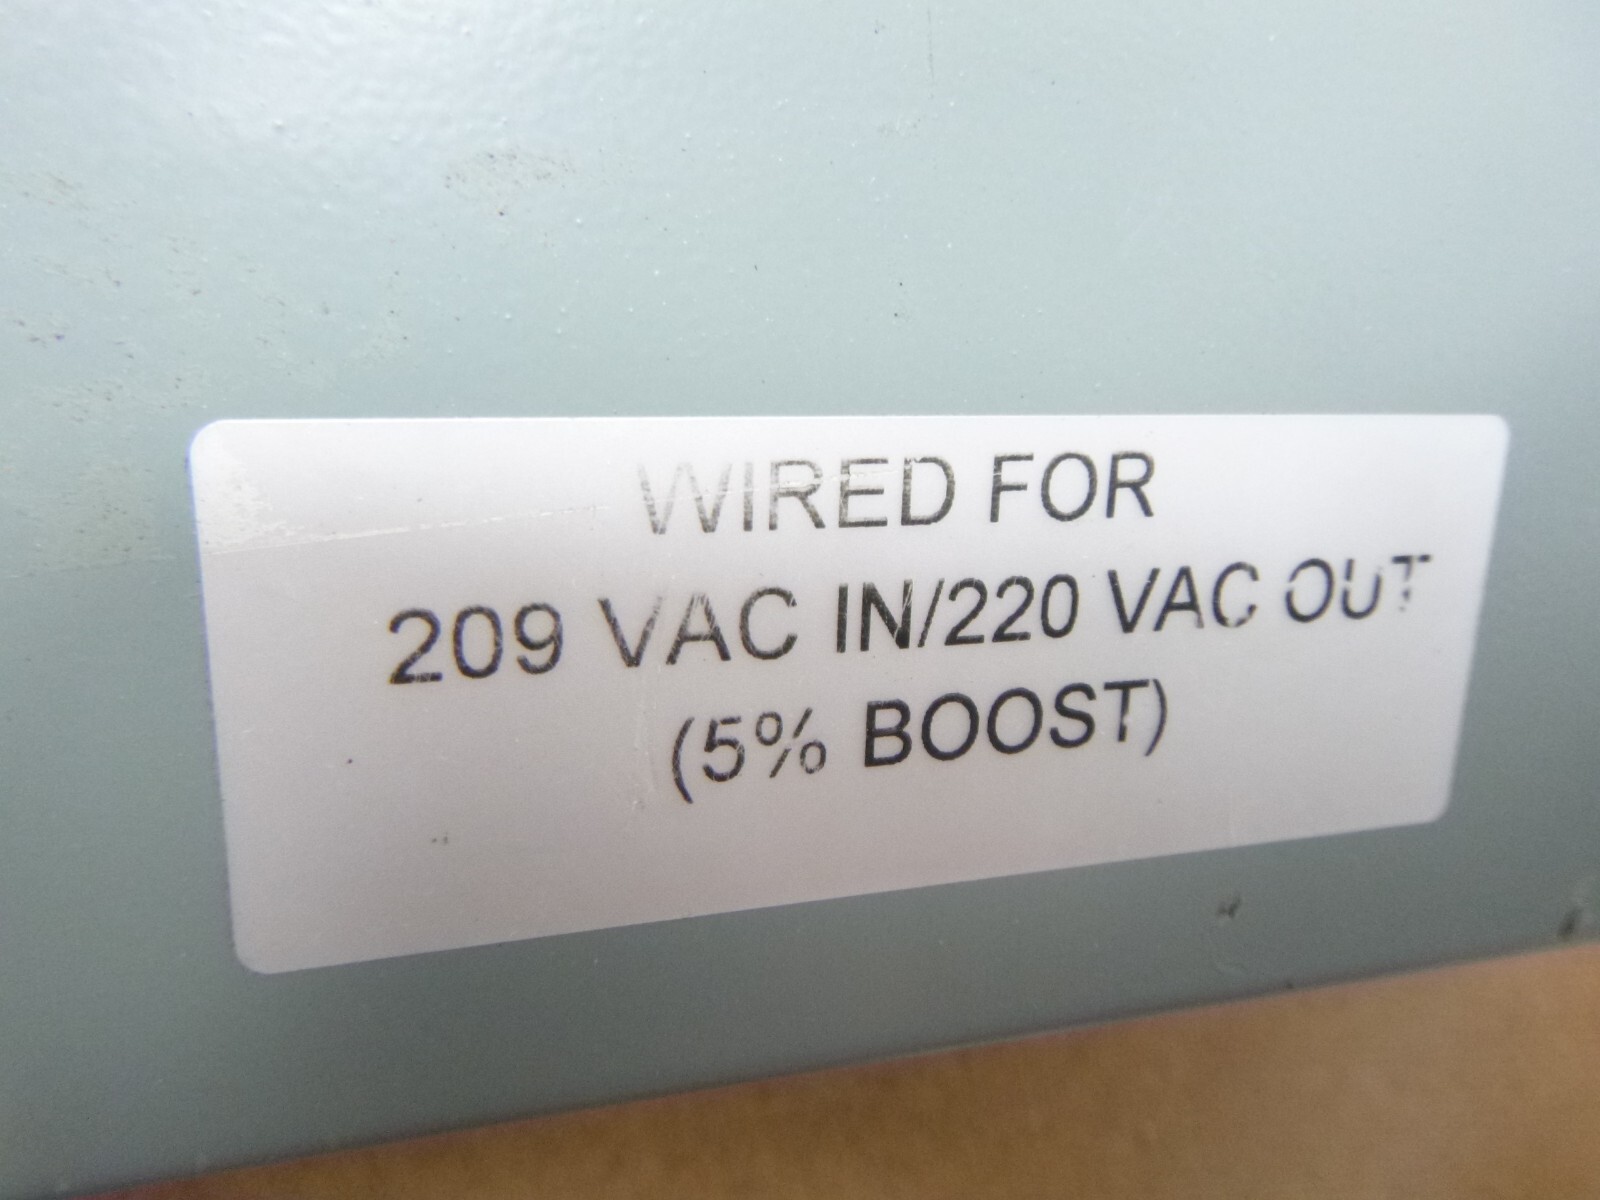 WIRED FOR
209 VAC IN/220 VAC OUT
(5% BOOST)